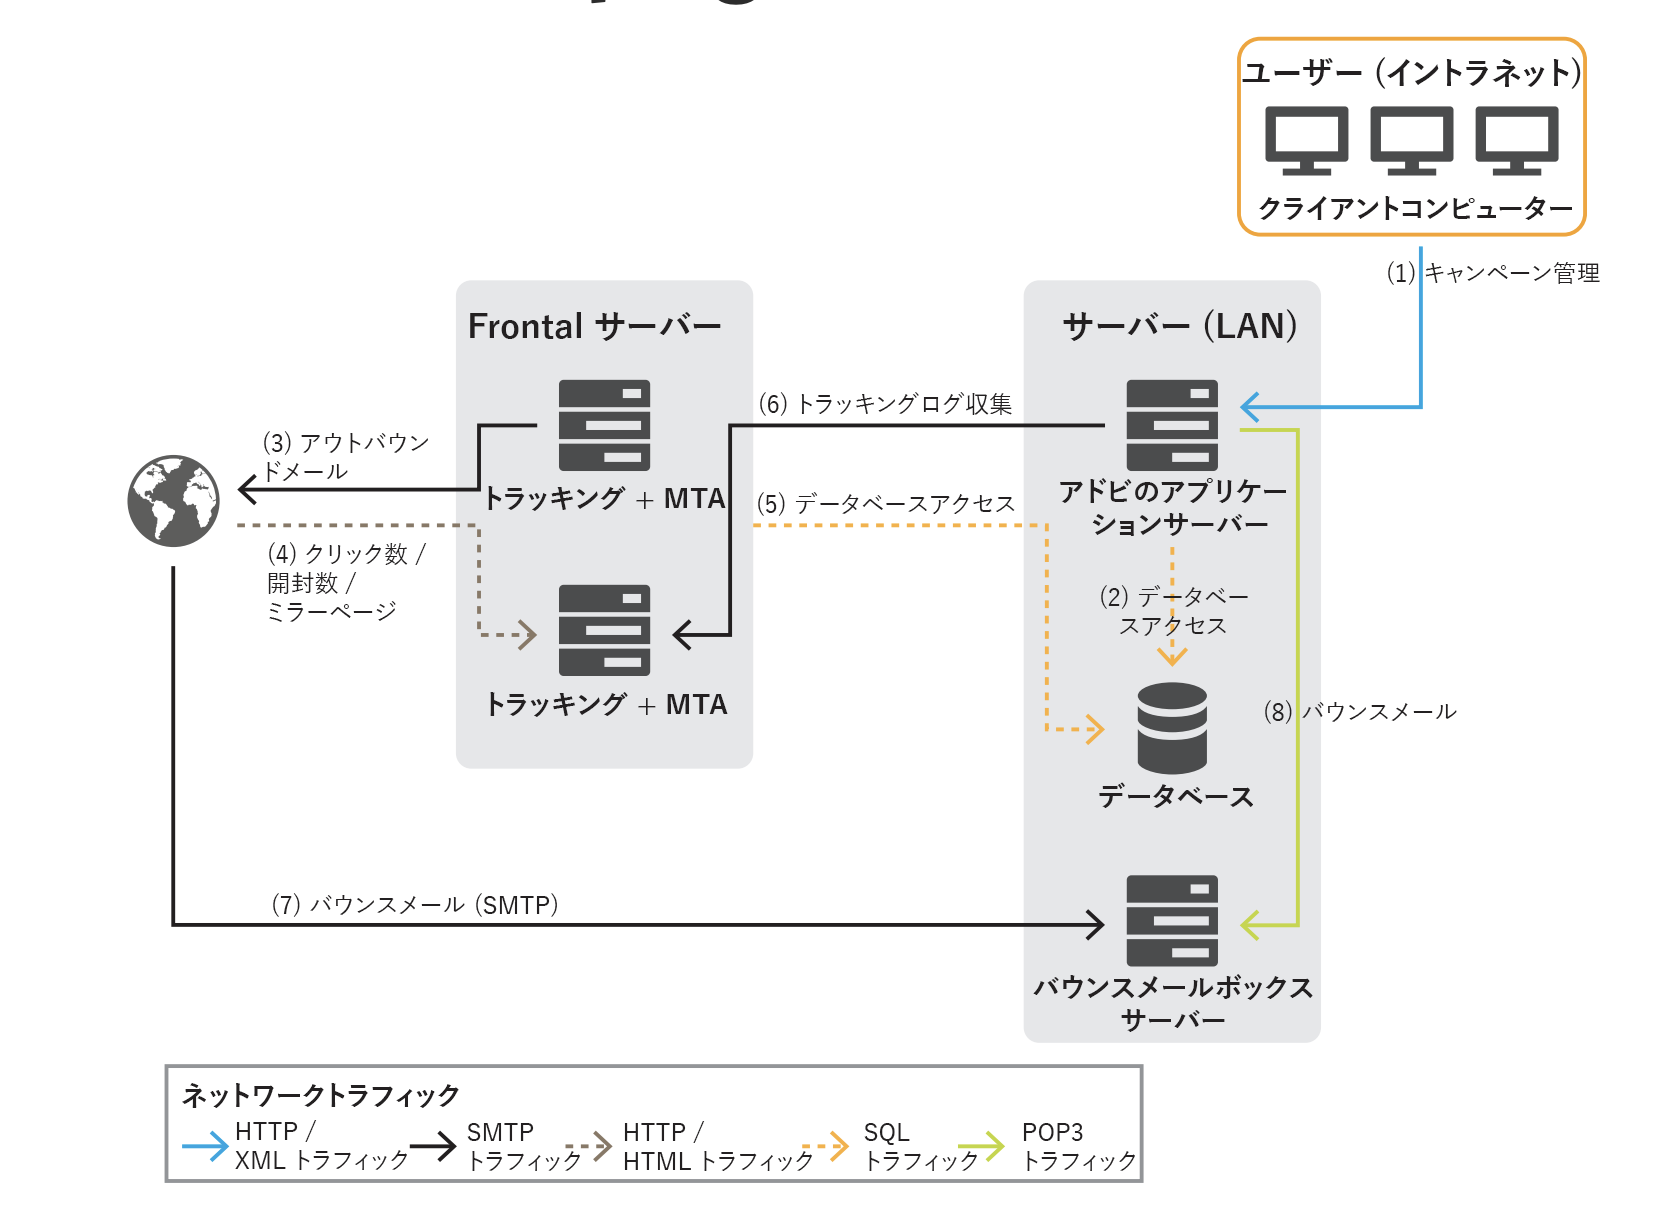 ユーザー (イントラネット)
クライアントコンピューター
(1) キャンペーン管理
Frontal サーバー
サーバー (LAN)
(6) トラッキングログ収集
(3) アウトバウン
ドメール
トラッキング + MTA
(5) データベースアクセス
アドビのアプリケー
ションサーバー
(4) クリック数 /
開封数 /
ミラーページ
(2) データベー
スアクセス
トラッキング + MTA
(8) バウンスメール
データベース
(7) バウンスメール (SMTP)
バウンスメールボックス
サーバー
ネットワークトラフィック
HTTP /
XML トラフィック
SMTP
トラフィック
HTTP /
HTML トラフィック
SQL
トラフィック
POP3
トラフィック